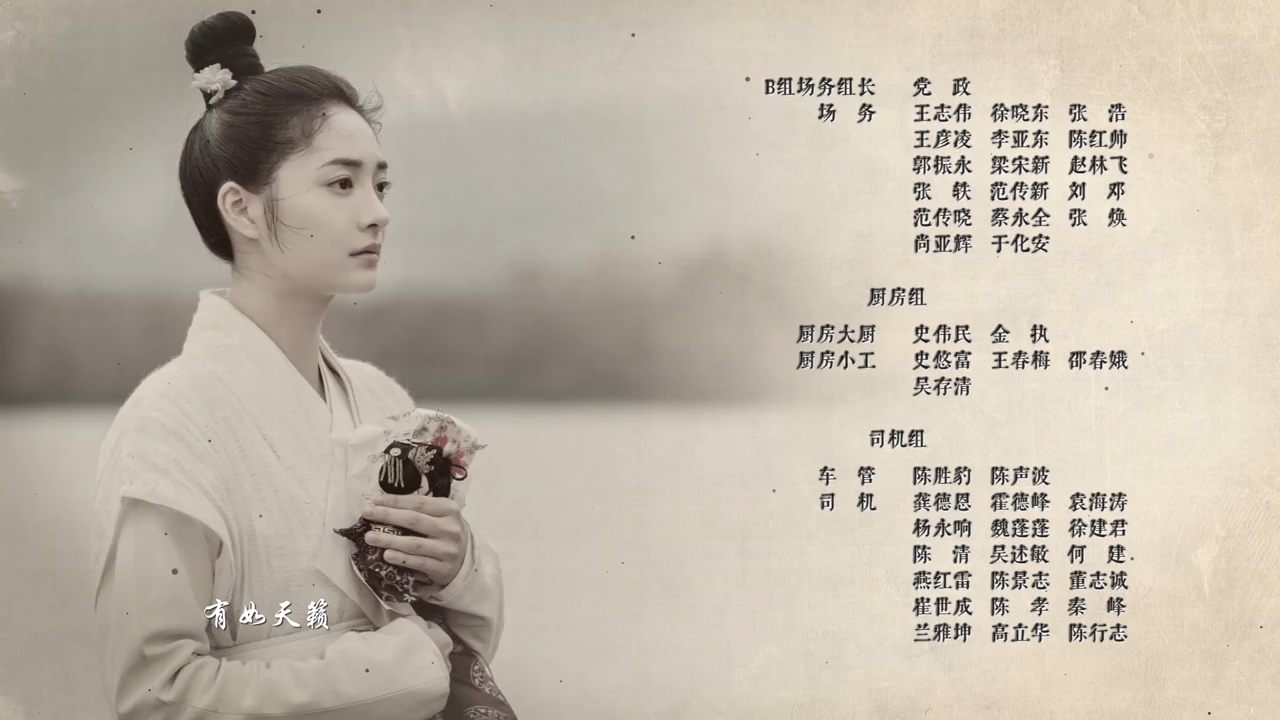 B组场务组长 党 政
场 务 王志伟 徐晓东 张 浩
王彦凌 李亚东 陈红帅
郭振永 梁宋新 赵林飞
张 轶 范传新 刘 邓
范传晓 蔡永全 张 焕
尚亚辉 于化安
厨房组
厨房大厨 史伟民 金 执
厨房小工 史悠富 王春梅 邵春娥
吴存清
司机组
车 管 陈胜豹 陈声波
司 机 龚德恩 霍德峰 袁海涛
杨永响 魏蓬蓬 徐建君
陈 清 吴述敏 何 建
燕红雷 陈景志 董志诚
崔世成 陈 孝 秦 峰
兰雅坤 高立华 陈行志
有如天籁